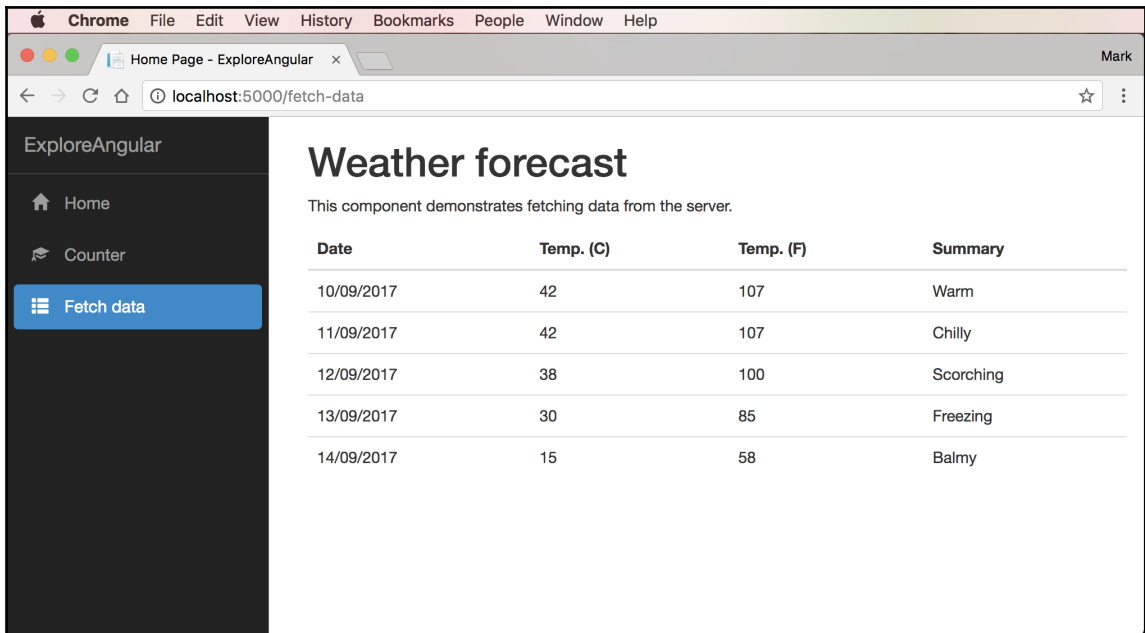 Chrome File Edit View History Bookmarks People Window Help
Home Page - ExploreAngular
Mark
localhost:5000/fetch-data
ExploreAngular
Home
Counter
Fetch data
Weather forecast
This component demonstrates fetching data from the server.
Date Temp. (C) Temp. (F) Summary
10/09/2017 42 107 Warm
11/09/2017 42 107 Chilly
12/09/2017 38 100 Scorching
13/09/2017 30 85 Freezing
14/09/2017 15 58 Balmy